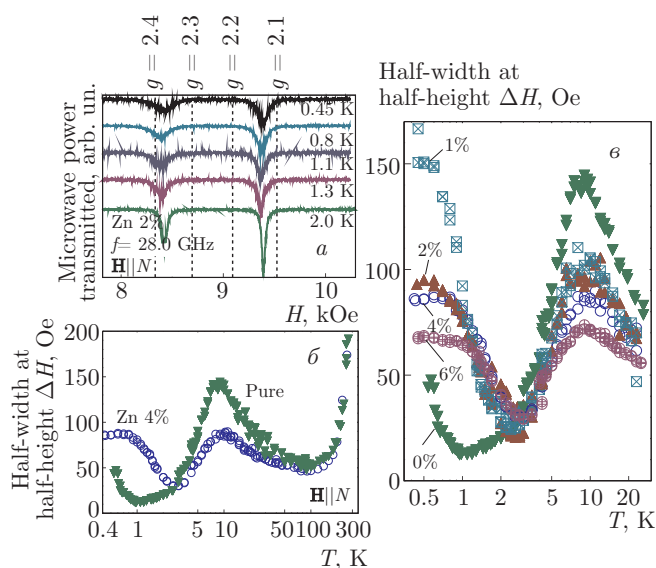 g = 2.4
g = 2.3
g = 2.2
g = 2.1
Microwave power
transmitted, arb. un.
0.45 K
0.8 K
1.1 K
1.3 K
2.0 K
Zn 2%
f= 28.0 GHz
H||N
а
8
9
10
H, kOe
Half-width at
half-height ΔH, Oe
200
150
100
50
0
б
Pure
Zn 4%
H||N
0.4
1
5
10
50
100
300
T, K
Half-width at
half-height ΔH, Oe
150
100
50
0
в
1%
2%
4%
6%
0%
0.5
1
2
5
10
20
T, K